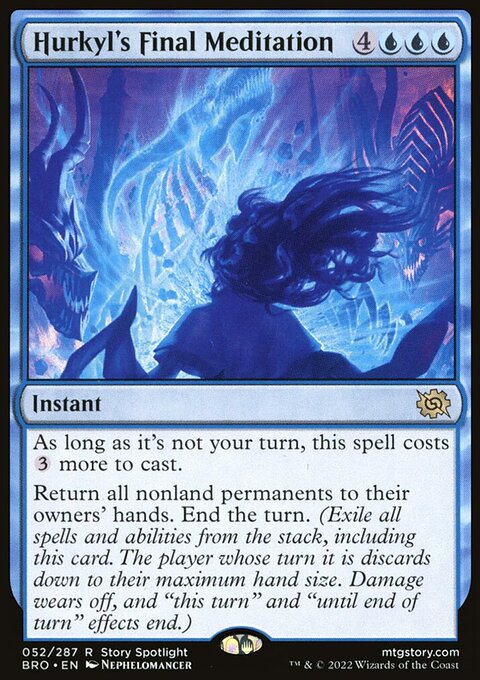 Hurkyl's Final Meditation 4
Instant
As long as it's not your turn, this spell costs
3 more to cast.
Return all nonland permanents to their
owners' hands. End the turn. (Exile all
spells and abilities from the stack, including
this card. The player whose turn it is discards
down to their maximum hand size. Damage
wears off, and “this turn” and “until end of
turn” effects end.)
052/287 R Story Spotlight mtgstory.com
BRO • EN Nephelomancer ™ & © 2022 Wizards of the Coast